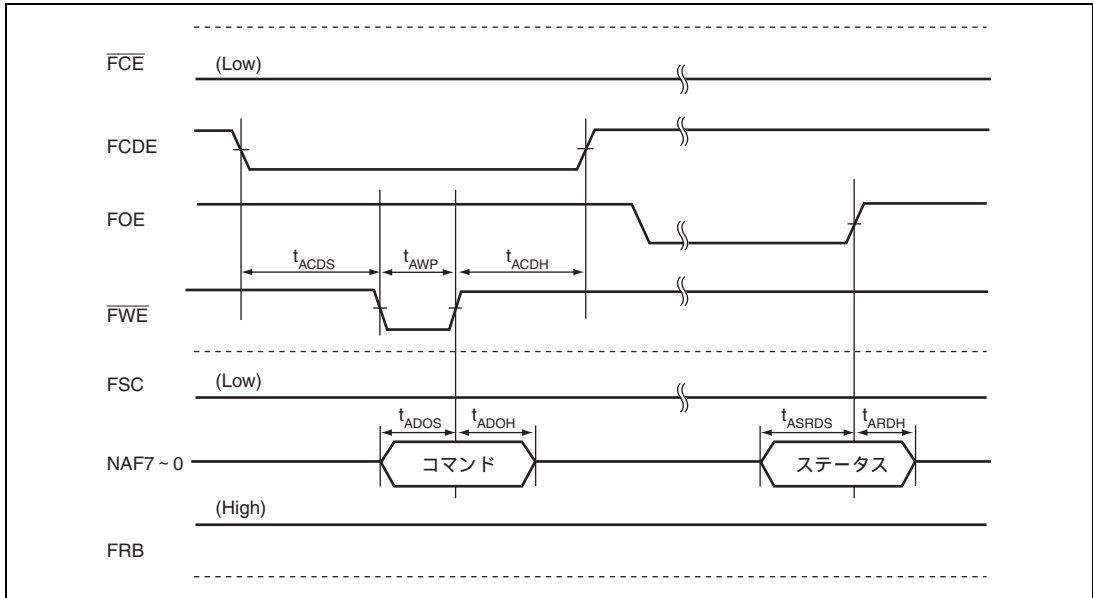 FCE (Low)
FCDE
FOE
tACDS tAWP tACDH
FWE
FSC (Low)
tADOS tADOH tASRDS tARDH
NAF7~0 コマンド ステータス
(High)
FRB